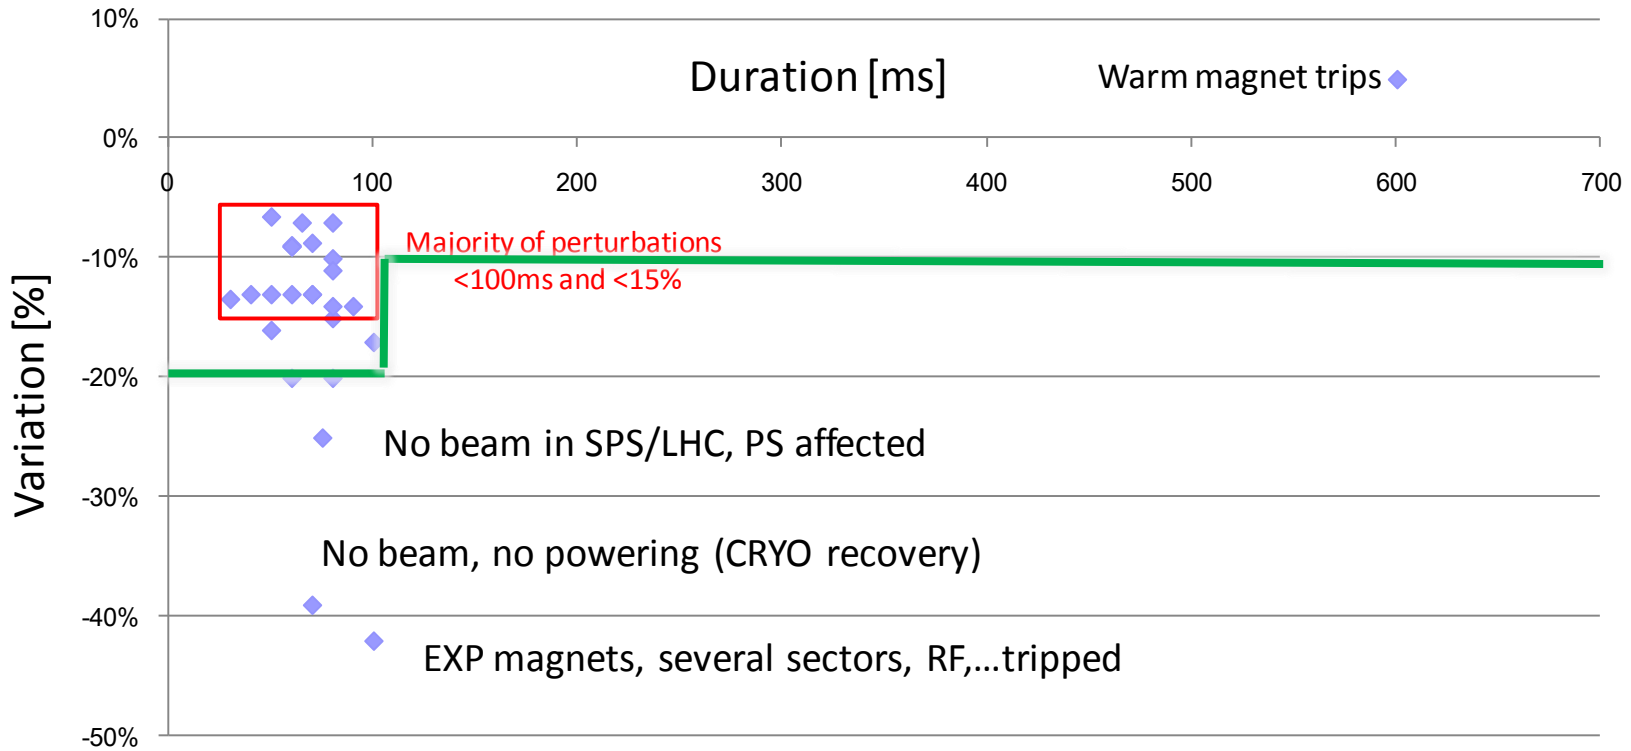 10%
Duration [ms]
Warm magnet trips
0%
0
100
200
300
400
500
600
700
Majority of perturbations
<100ms and <15%
-10%
Variation [%]
-20%
No beam in SPS/LHC, PS affected
-30%
No beam, no powering (CRYO recovery)
-40%
EXP magnets, several sectors, RF,...tripped
-50%